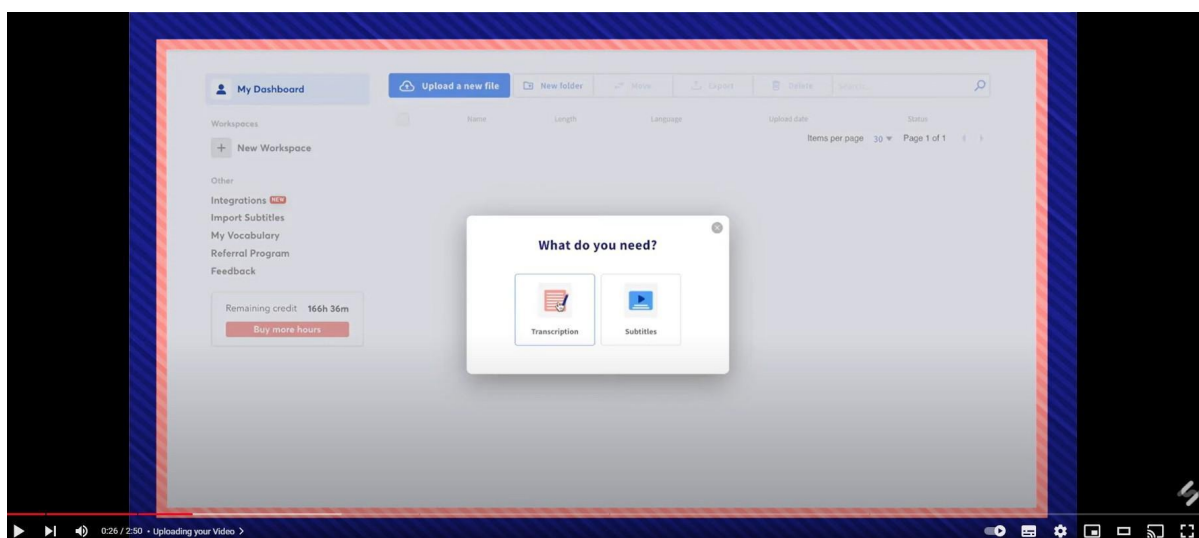 My Dashboard
Upload a new file
New folder
Move
Export
Delete
Search...
Workspaces
Name
Length
Language
Upload date
Status
Items per page 30 Page 1 of 1
New Workspace
Other
Integrations NEW
Import Subtitles
My Vocabulary
Referral Program
Feedback
Remaining credit 166h 36m
Buy more hours
What do you need?
Transcription
Subtitles
0:26 / 2:50 • Uploading your Video